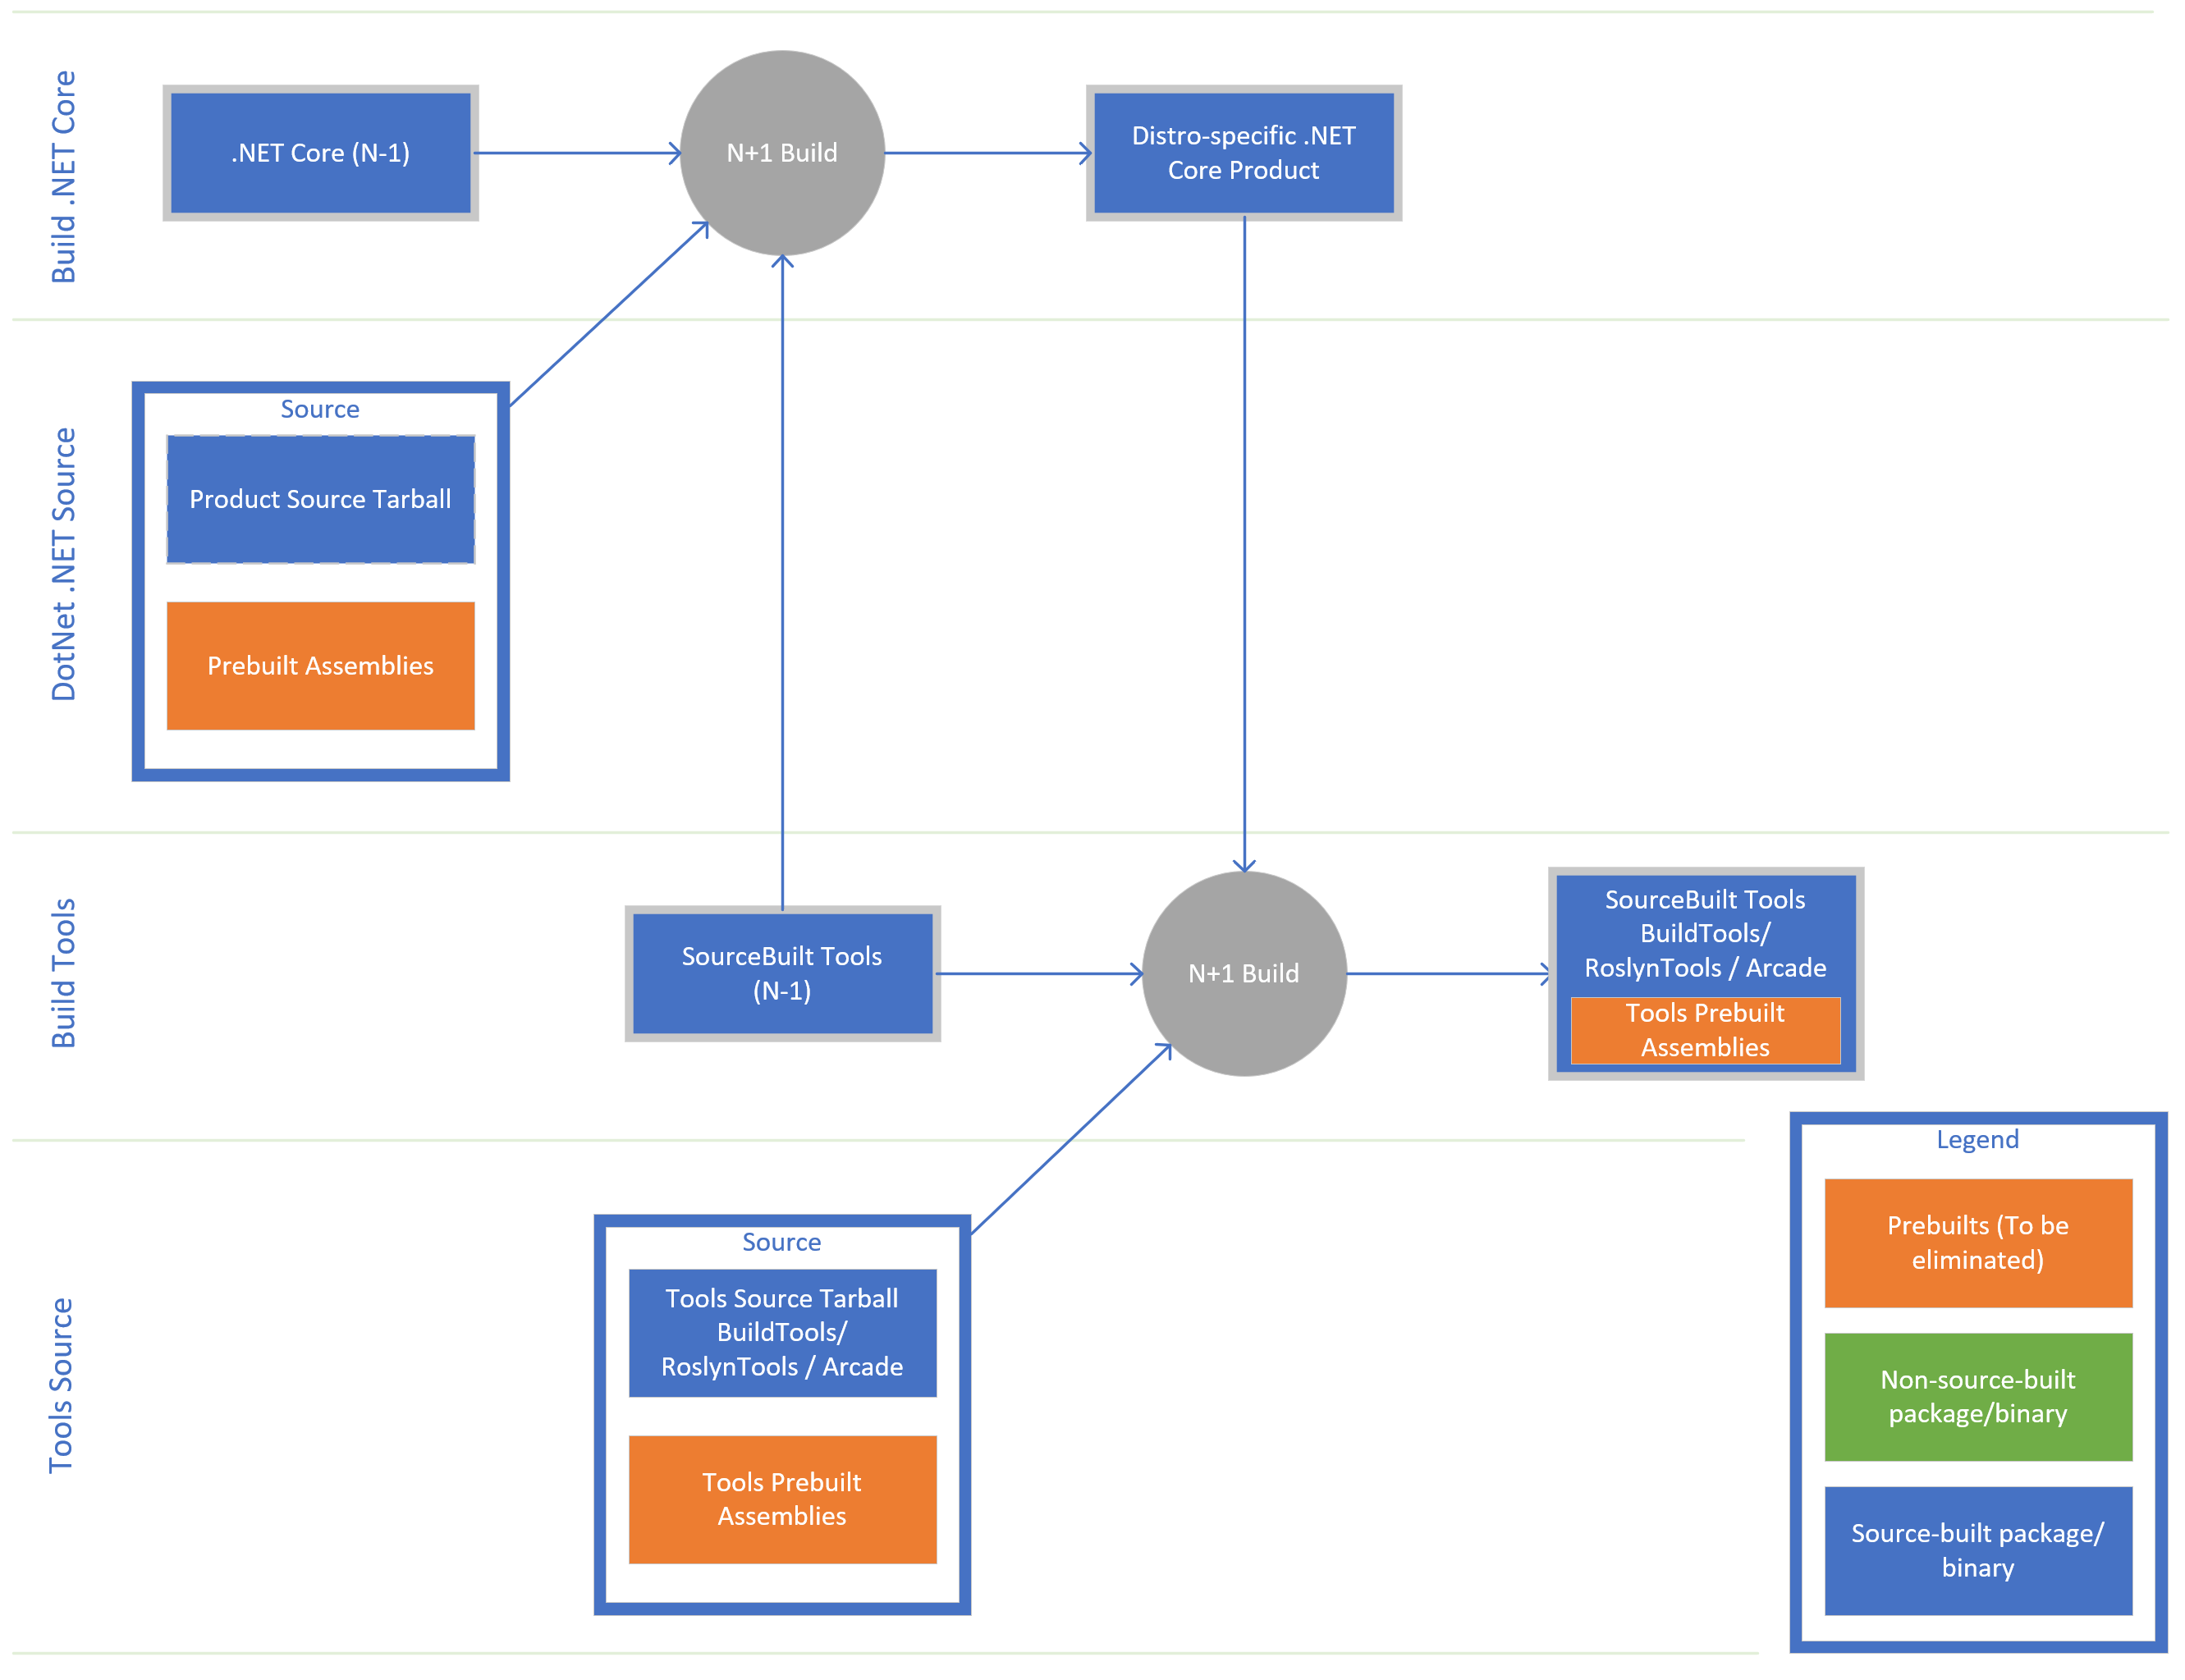 Build .NET Core
.NET Core (N-1)
N+1 Build
Distro-specific .NET
Core Product
DotNet .NET Source
Source
Product Source Tarball
Prebuilt Assemblies
Build Tools
SourceBuilt Tools
(N-1)
N+1 Build
SourceBuilt Tools
BuildTools/
RoslynTools / Arcade
Tools Prebuilt
Assemblies
Tools Source
Source
Tools Source Tarball
BuildTools/
RoslynTools / Arcade
Tools Prebuilt
Assemblies
Legend
Prebuilts (To be
eliminated)
Non-source-built
package/binary
Source-built package/
binary